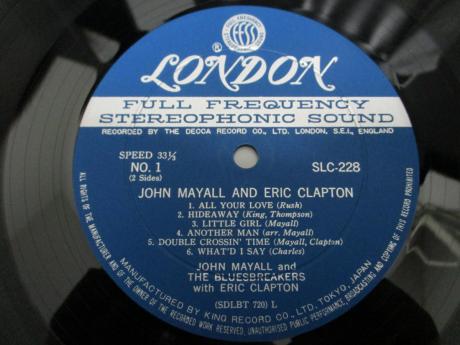 FFSS
® LONDON
FULL FREQUENCY
STEREOPHONIC SOUND
RECORDED BY THE DECCA RECORD CO., LTD. LONDON, S.E.I., ENGLAND
SPEED 33⅓
NO. 1
(2 Sides)
SLC-228
JOHN MAYALL AND ERIC CLAPTON
1. ALL YOUR LOVE (Rush)
2. HIDEAWAY (King, Thompson)
3. LITTLE GIRL (Mayall)
4. ANOTHER MAN (arr. Mayall)
5. DOUBLE CROSSIN' TIME (Mayall, Clapton)
6. WHAT'D I SAY (Charles)
JOHN MAYALL and
THE BLUESBREAKERS
with ERIC CLAPTON
(SDLBT 720) L
MANUFACTURED BY KING RECORD CO., LTD. TOKYO, JAPAN
ALL RIGHTS OF THE MANUFACTURER AND OF THE OWNER OF THE RECORDED WORK RESERVED. UNAUTHORISED PUBLIC PERFORMANCE, BROADCASTING AND COPYING OF THIS RECORD PROHIBITED